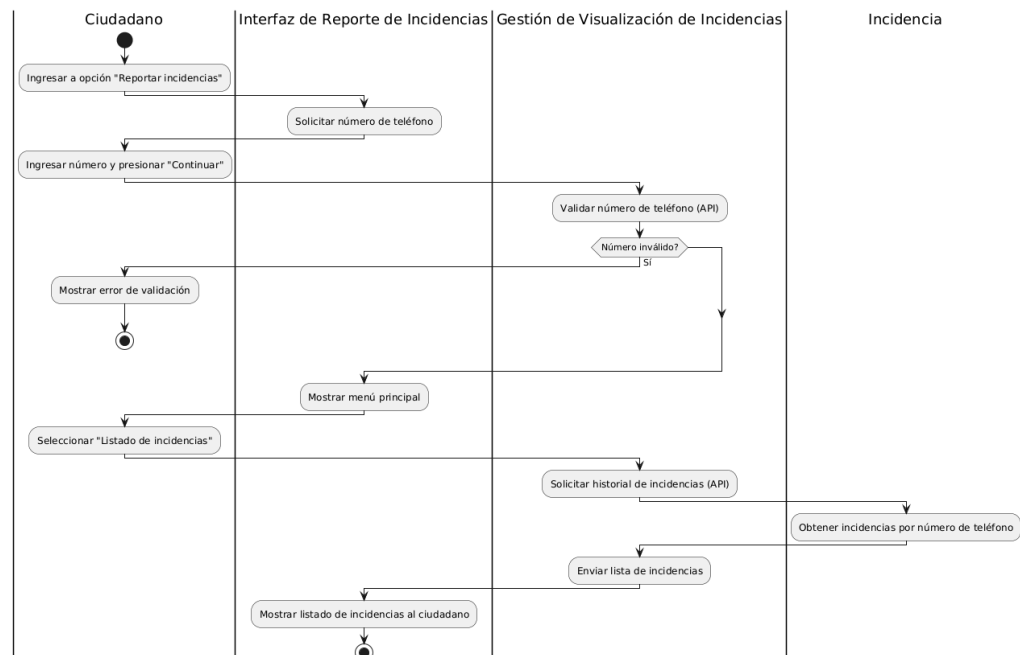 Ciudadano
Interfaz de Reporte de Incidencias
Gestión de Visualización de Incidencias
Incidencia
Ingresar a opción "Reportar incidencias"
Solicitar número de teléfono
Ingresar número y presionar "Continuar"
Validar número de teléfono (API)
Número inválido?
Sí
Mostrar error de validación
Mostrar menú principal
Seleccionar "Listado de incidencias"
Solicitar historial de incidencias (API)
Obtener incidencias por número de teléfono
Enviar lista de incidencias
Mostrar listado de incidencias al ciudadano